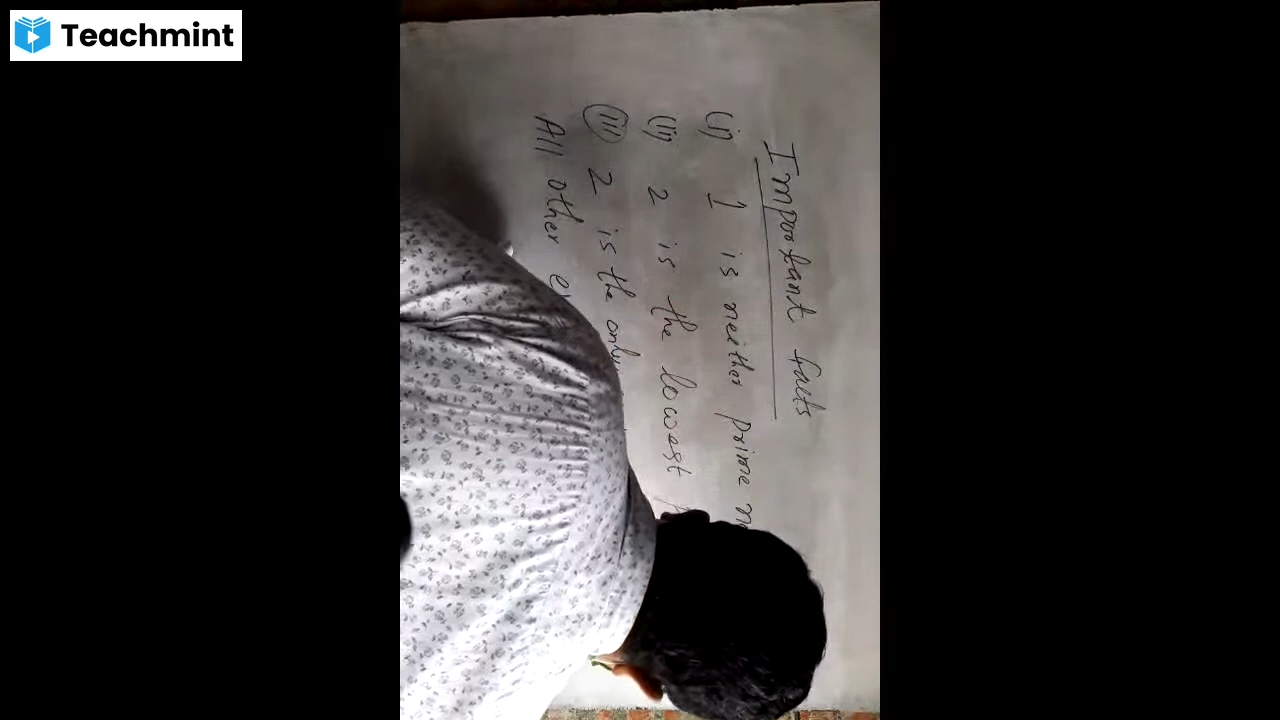 Teachmint
Important facts
(i) 1 is neither prime
(ii) 2 is the lowest
(iii) 2 is the only
All other